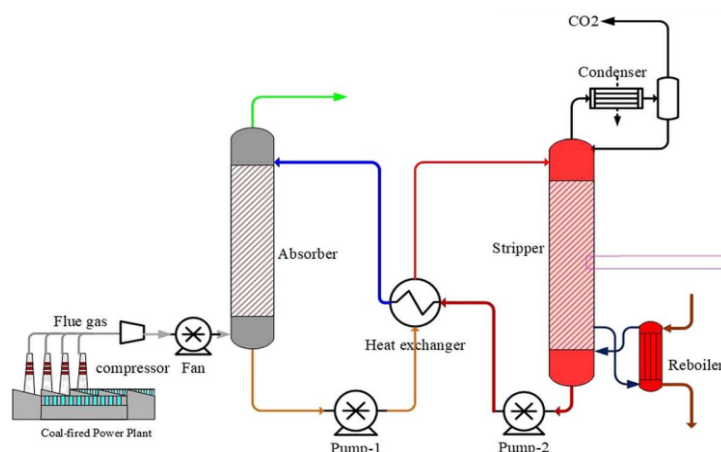 CO2
Condenser
Absorber
Stripper
Flue gas
compressor
Fan
Heat exchanger
Reboiler
Coal-fired Power Plant
Pump-1
Pump-2